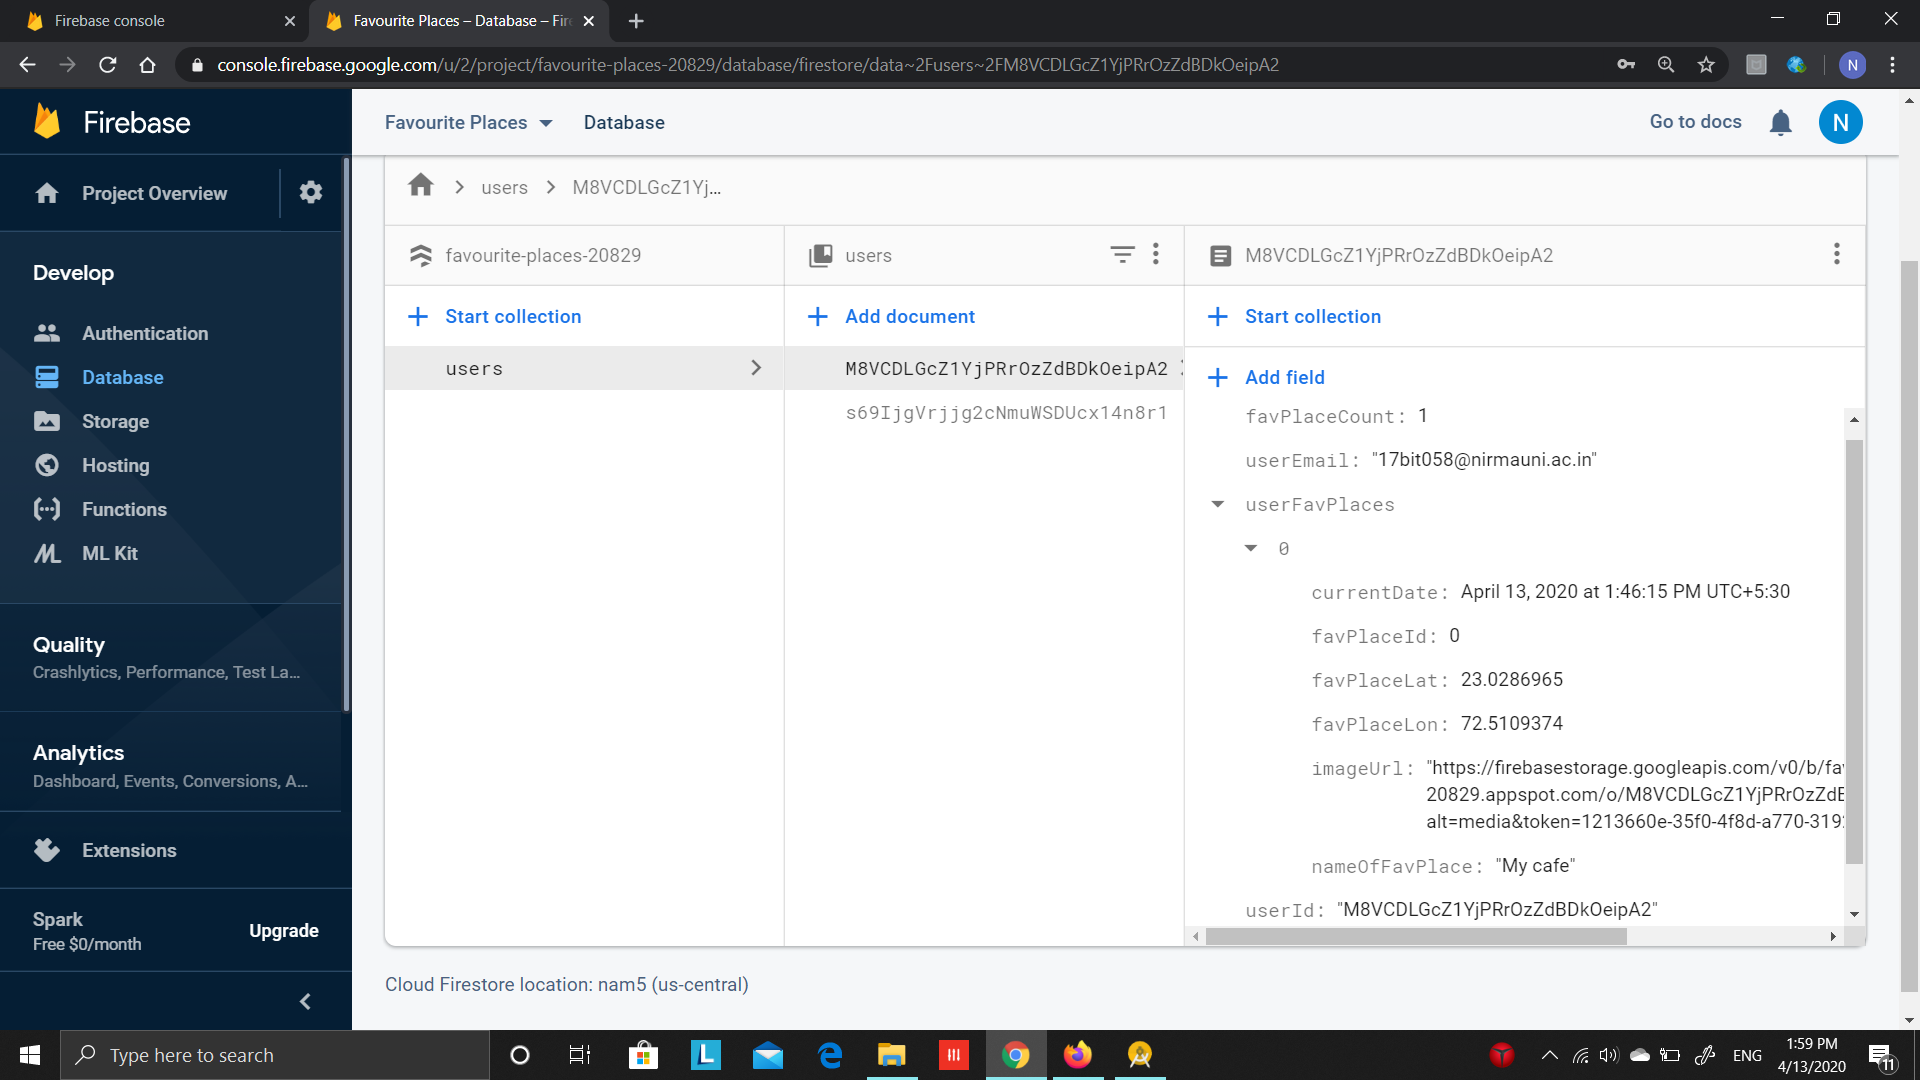 Firebase console
Favourite Places – Database – Fire
console.firebase.google.com/u/2/project/favourite-places-20829/database/firestore/data~2Fusers~2FM8VCDLGcZ1YjPRrOzZdBDkOeipA2
N
Firebase
Favourite Places
Database
Go to docs
N
Project Overview
users
M8VCDLGcZ1Yj...
favourite-places-20829
users
M8VCDLGcZ1YjPRrOzZdBDkOeipA2
Develop
Start collection
Add document
Start collection
Authentication
users
M8VCDLGcZ1YjPRrOzZdBDkOeipA2
Database
Add field
Storage
s69IjgVrjjg2cNmuWSDUcx14n8r1
favPlaceCount: 1
Hosting
userEmail: "17bit058@nirmauni.ac.in"
Functions
userFavPlaces
ML Kit
0
currentDate: April 13, 2020 at 1:46:15 PM UTC+5:30
favPlaceId: 0
Quality
Crashlytics, Performance, Test La...
favPlaceLat: 23.0286965
favPlaceLon: 72.5109374
Analytics
Dashboard, Events, Conversions, A...
imageUrl: "https://firebasestorage.googleapis.com/v0/b/fav
20829.appspot.com/o/M8VCDLGcZ1YjPRrOzZdE
alt=media&token=1213660e-35f0-4f8d-a770-319
Extensions
nameOfFavPlace: "My cafe"
userId: "M8VCDLGcZ1YjPRrOzZdBDkOeipA2"
Spark
Free $0/month
Upgrade
Cloud Firestore location: nam5 (us-central)
Type here to search
L
ENG
1:59 PM
4/13/2020
11